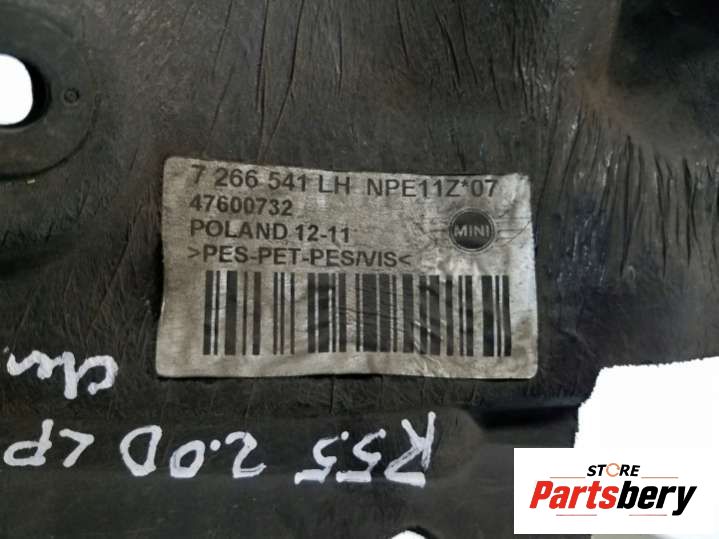 7 266 541 LH NPE11Z*07
47600732
POLAND 12-11
MINI
>PES-PET-PES/VIS<
R55 2.0D LP
STORE
Partsbery